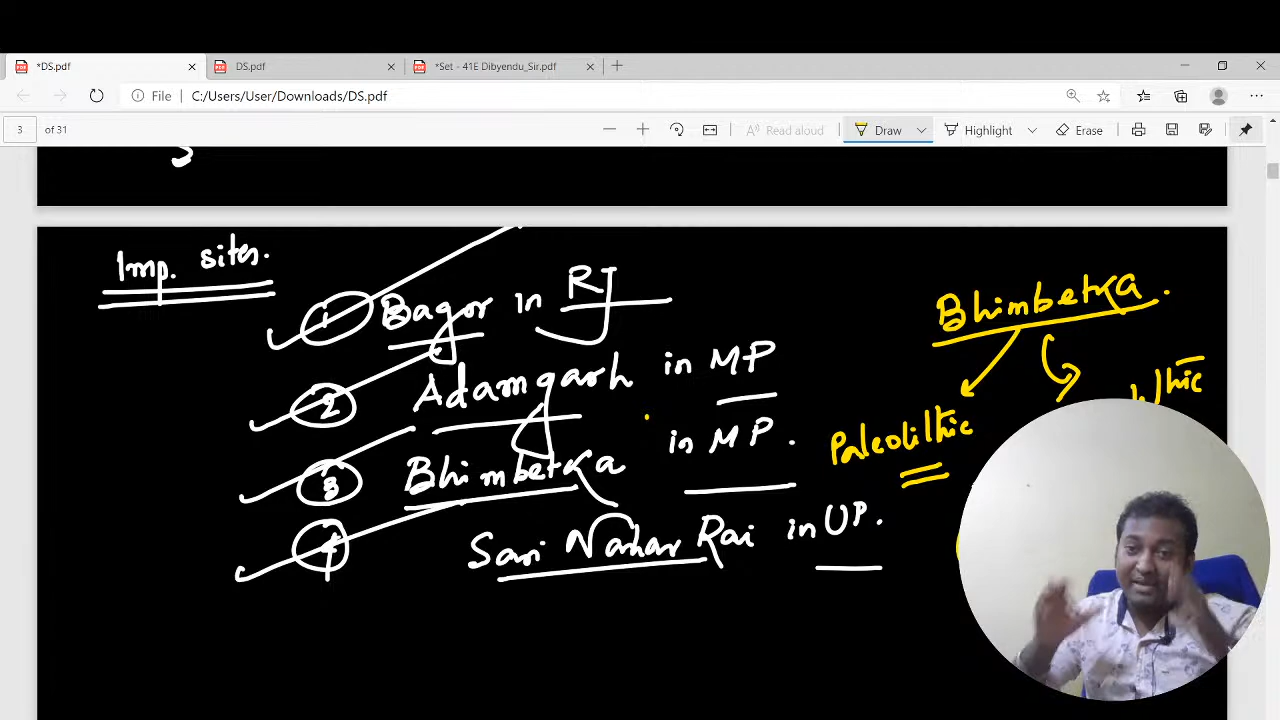 *DS.pdf
DS.pdf
*Set - 41E Dibyendu_Sir.pdf
File C:/Users/User/Downloads/DS.pdf
3 of 31
Read aloud
Draw
Highlight
Erase
Imp. sites.
1 Bagor in RJ
2 Adamgarh in MP
3 Bhimbetka in MP.
4 Sarai Nahar Rai in UP.
Bhimbetka.
Paleolithic